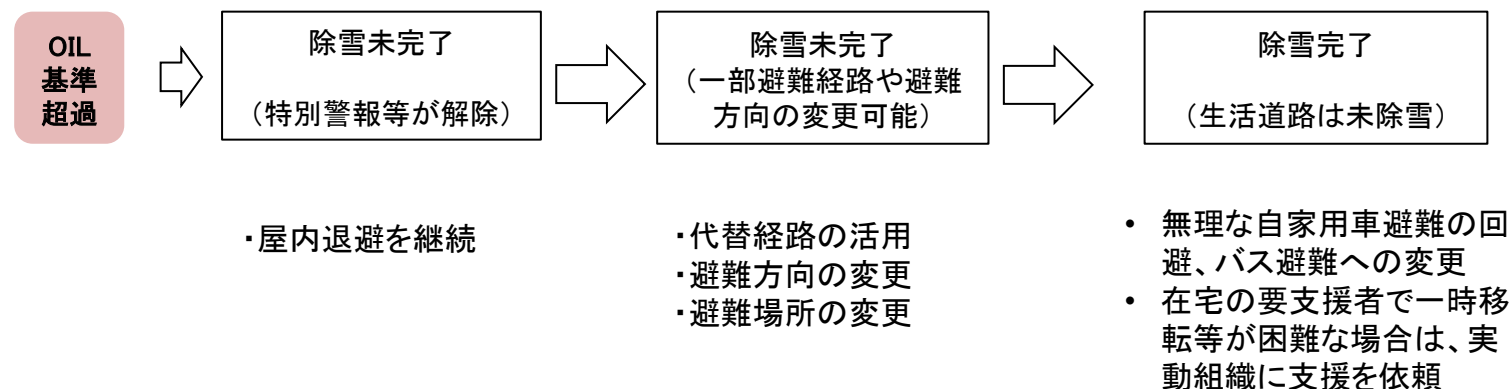 OIL
基準
超過
除雪未完了
（特別警報等が解除）
除雪未完了
（一部避難経路や避難
方向の変更可能）
除雪完了
（生活道路は未除雪）
・屋内退避を継続
・代替経路の活用
・避難方向の変更
・避難場所の変更
• 無理な自家用車避難の回
避、バス避難への変更
• 在宅の要支援者で一時移
転等が困難な場合は、実
動組織に支援を依頼